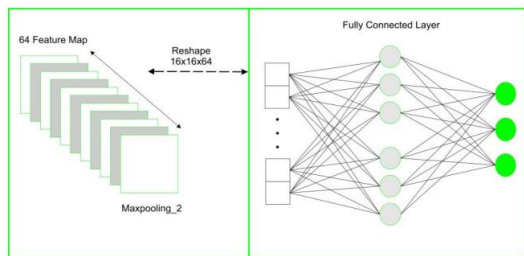 64 Feature Map
Reshape
16x16x64
Maxpooling_2
Fully Connected Layer